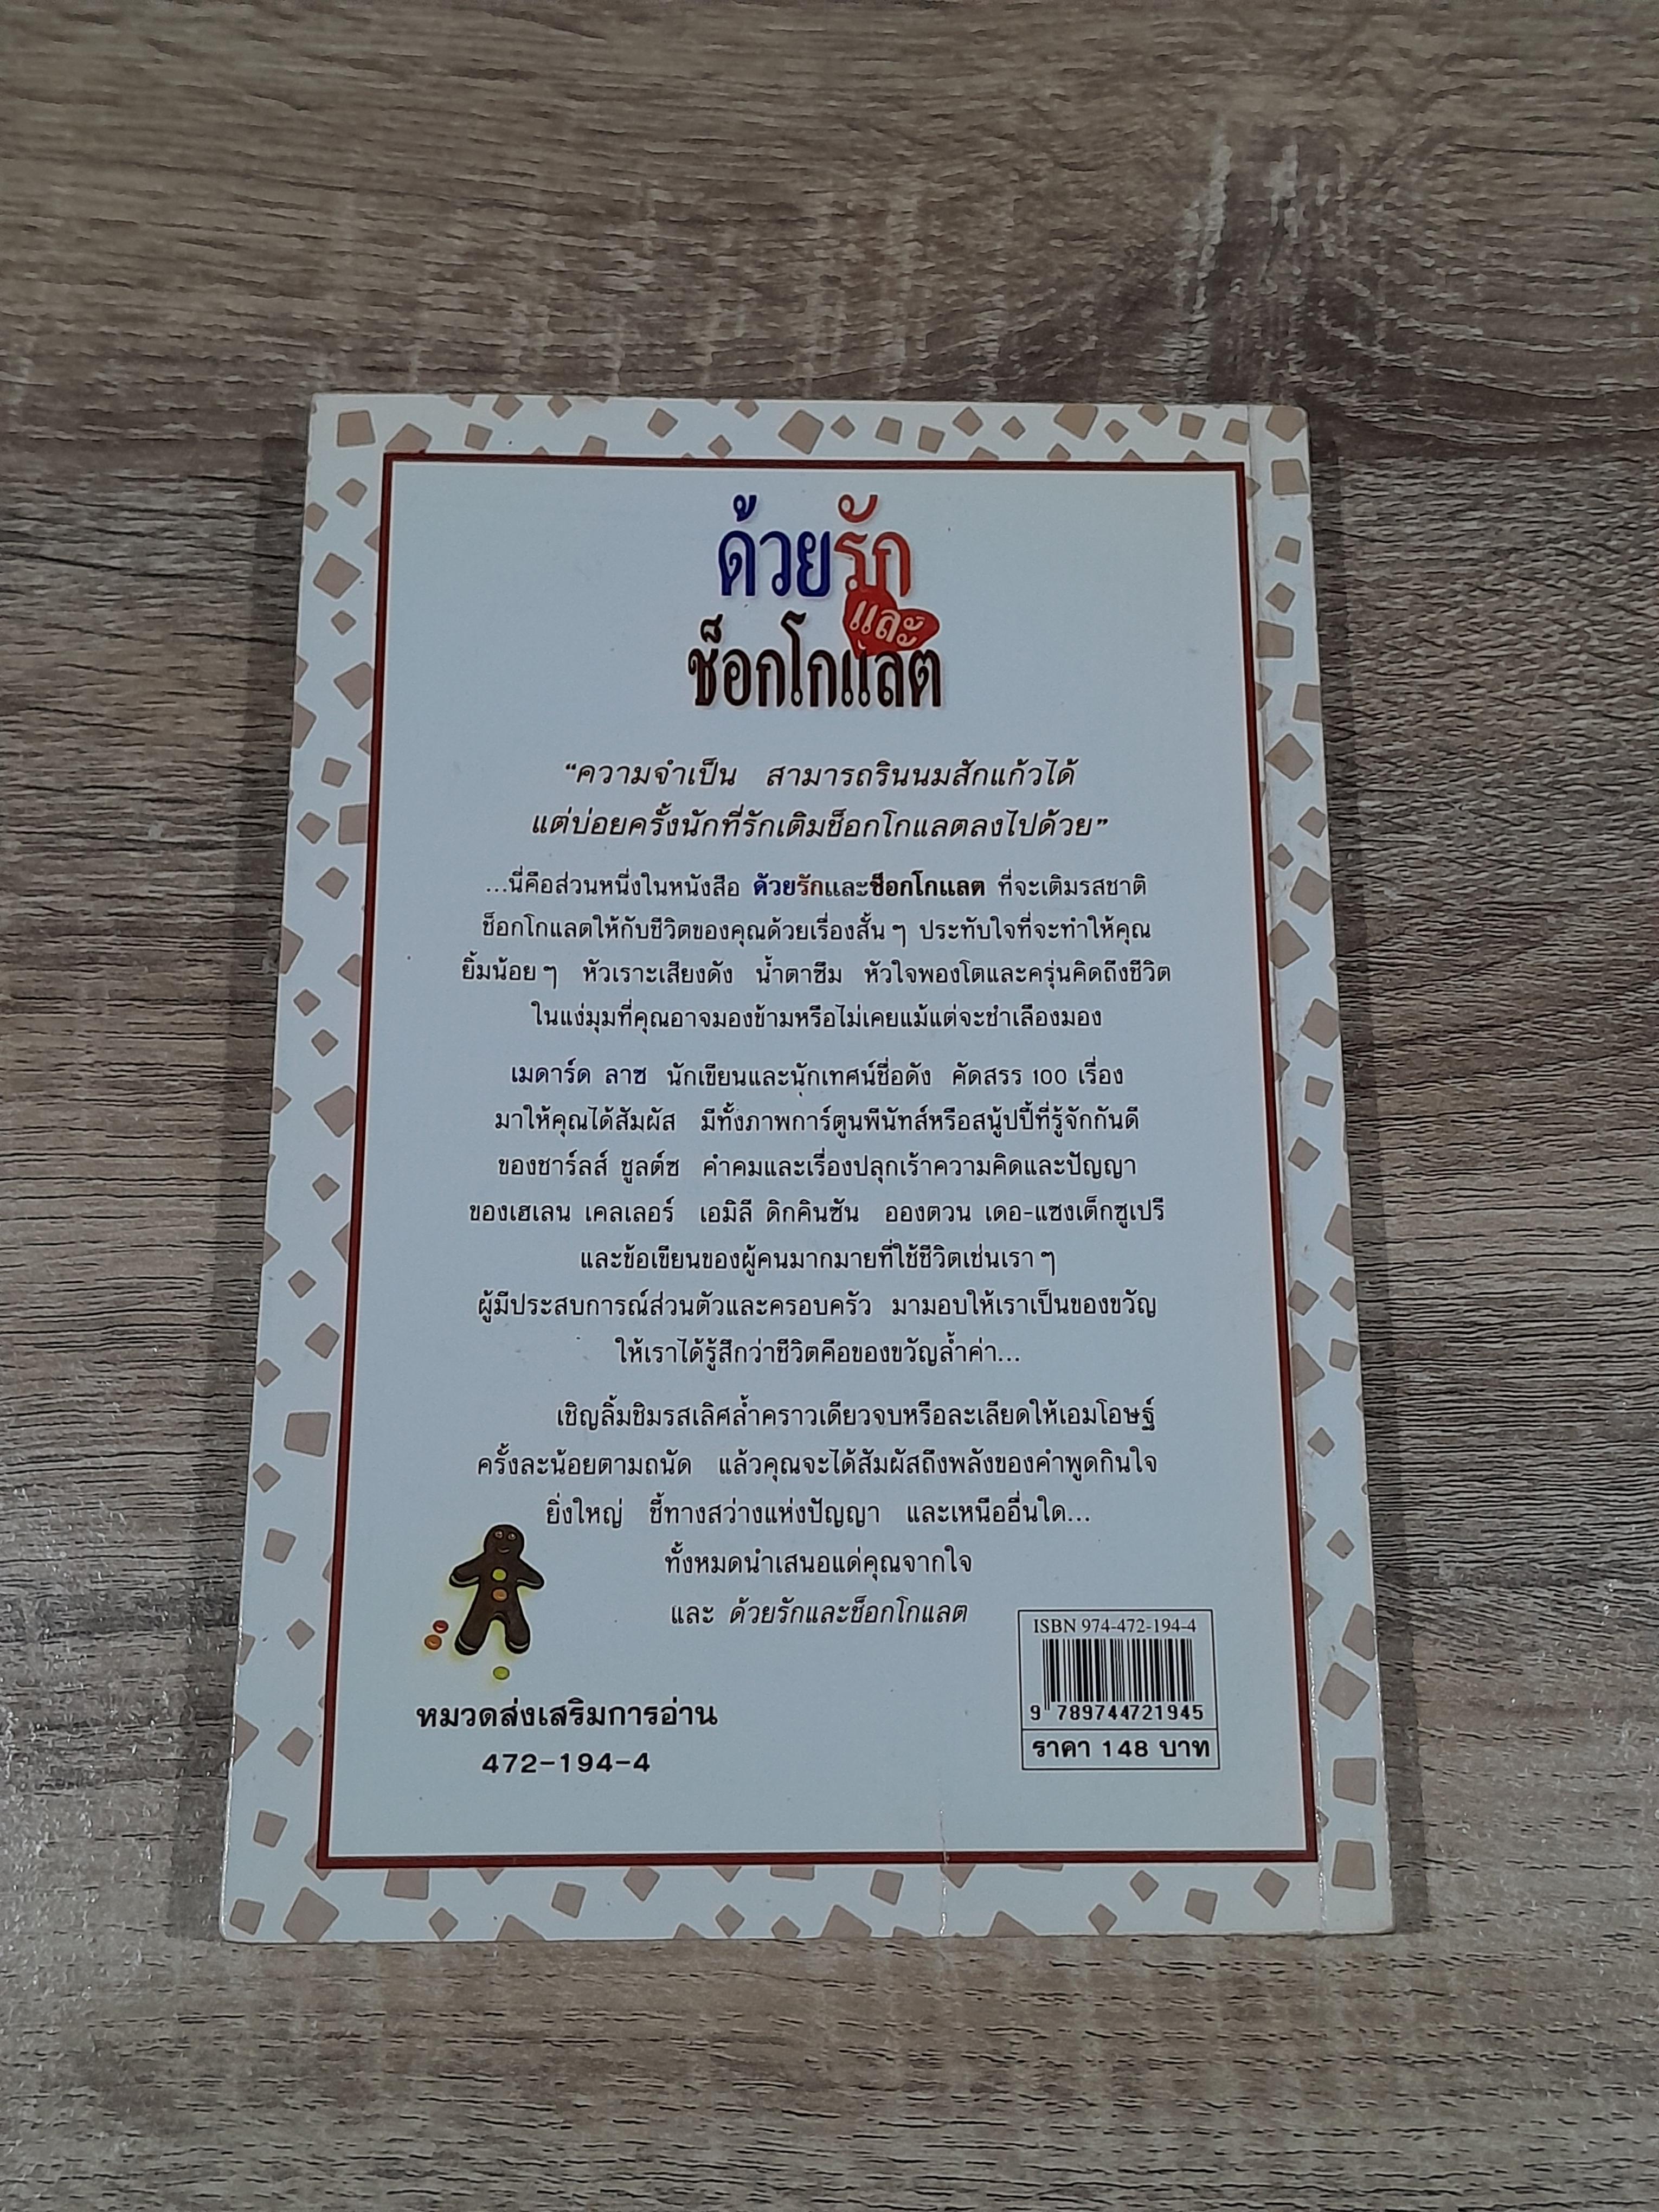 ด้วยรัก
และ
ช็อกโกแลต
“ความจำเป็น สามารถรินนมสักแก้วได้
แต่บ่อยครั้งนักที่รักเติมช็อกโกแลตลงไปด้วย”
...นี่คือส่วนหนึ่งในหนังสือ ด้วยรักและช็อกโกแลต ที่จะเติมรสชาติ
ช็อกโกแลตให้กับชีวิตของคุณด้วยเรื่องสั้น ๆ ประทับใจที่จะทำให้คุณ
ยิ้มน้อย ๆ หัวเราะเสียงดัง น้ำตาซึม หัวใจพองโตและครุ่นคิดถึงชีวิต
ในแง่มุมที่คุณอาจมองข้ามหรือไม่เคยแม้แต่จะชำเลืองมอง
เมดาร์ด ลาซ นักเขียนและนักเทศน์ชื่อดัง คัดสรร 100 เรื่อง
มาให้คุณได้สัมผัส มีทั้งภาพการ์ตูนพีนัทส์หรือสนู้ปปี้ที่รู้จักกันดี
ของชาร์ลส์ ชูลต์ซ คำคมและเรื่องปลุกเร้าความคิดและปัญญา
ของเฮเลน เคลเลอร์ เอมิลี ดิกคินซัน อองตวน เดอ-แซงเต็กซูเปรี
และข้อเขียนของผู้คนมากมายที่ใช้ชีวิตเช่นเรา ๆ
ผู้มีประสบการณ์ส่วนตัวและครอบครัว มามอบให้เราเป็นของขวัญ
ให้เราได้รู้สึกว่าชีวิตคือของขวัญล้ำค่า...
เชิญลิ้มชิมรสเลิศล้ำคราวเดียวจบหรือละเลียดให้เอมโอษฐ์
ครั้งละน้อยตามถนัด แล้วคุณจะได้สัมผัสถึงพลังของคำพูดกินใจ
ยิ่งใหญ่ ชี้ทางสว่างแห่งปัญญา และเหนืออื่นใด...
ทั้งหมดนำเสนอแด่คุณจากใจ
และ ด้วยรักและช็อกโกแลต
ISBN 974-472-194-4
9 789744 721945
ราคา 148 บาท
หมวดส่งเสริมการอ่าน
472-194-4